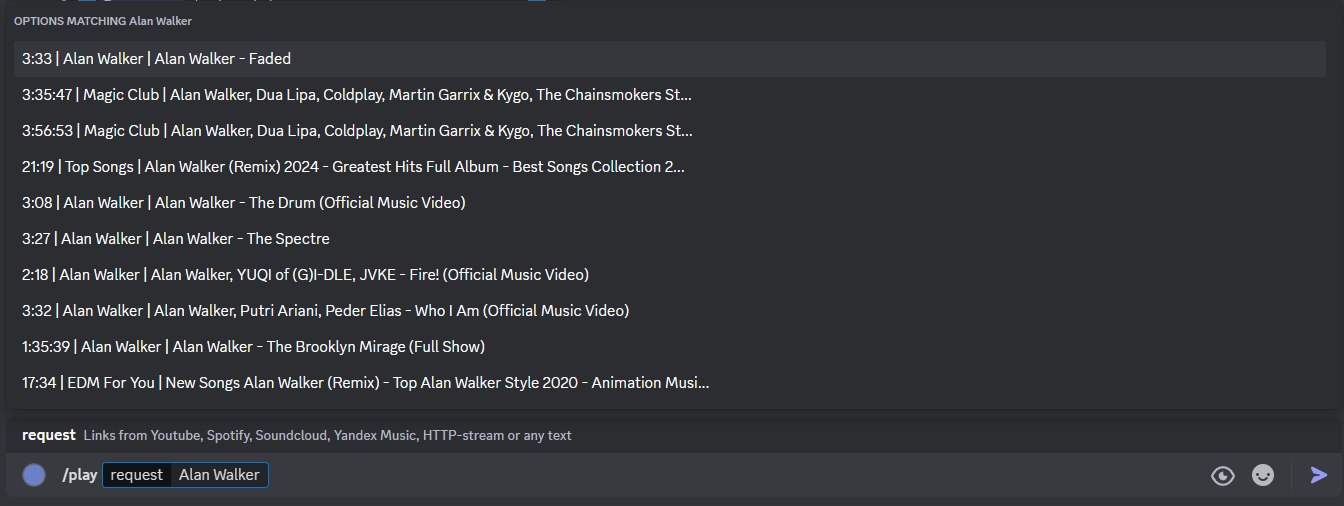 OPTIONS MATCHING Alan Walker
3:33 | Alan Walker | Alan Walker - Faded
3:35:47 | Magic Club | Alan Walker, Dua Lipa, Coldplay, Martin Garrix & Kygo, The Chainsmokers St...
3:56:53 | Magic Club | Alan Walker, Dua Lipa, Coldplay, Martin Garrix & Kygo, The Chainsmokers St...
21:19 | Top Songs | Alan Walker (Remix) 2024 - Greatest Hits Full Album - Best Songs Collection 2...
3:08 | Alan Walker | Alan Walker - The Drum (Official Music Video)
3:27 | Alan Walker | Alan Walker - The Spectre
2:18 | Alan Walker | Alan Walker, YUQI of (G)I-DLE, JVKE - Fire! (Official Music Video)
3:32 | Alan Walker | Alan Walker, Putri Ariani, Peder Elias - Who I Am (Official Music Video)
1:35:39 | Alan Walker | Alan Walker - The Brooklyn Mirage (Full Show)
17:34 | EDM For You | New Songs Alan Walker (Remix) - Top Alan Walker Style 2020 - Animation Musi...
request Links from Youtube, Spotify, Soundcloud, Yandex Music, HTTP-stream or any text
/play request Alan Walker